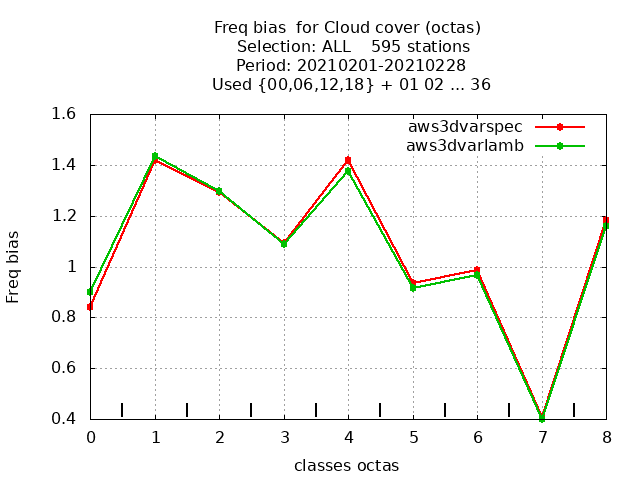 Freq bias  for Cloud cover (octas)
Selection: ALL    595 stations
Period: 20210201-20210228
Used {00,06,12,18} + 01 02 ... 36
aws3dvarspec
aws3dvarlamb
1.6
1.4
1.2
1
0.8
0.6
0.4
Freq bias
0 1 2 3 4 5 6 7 8
classes octas